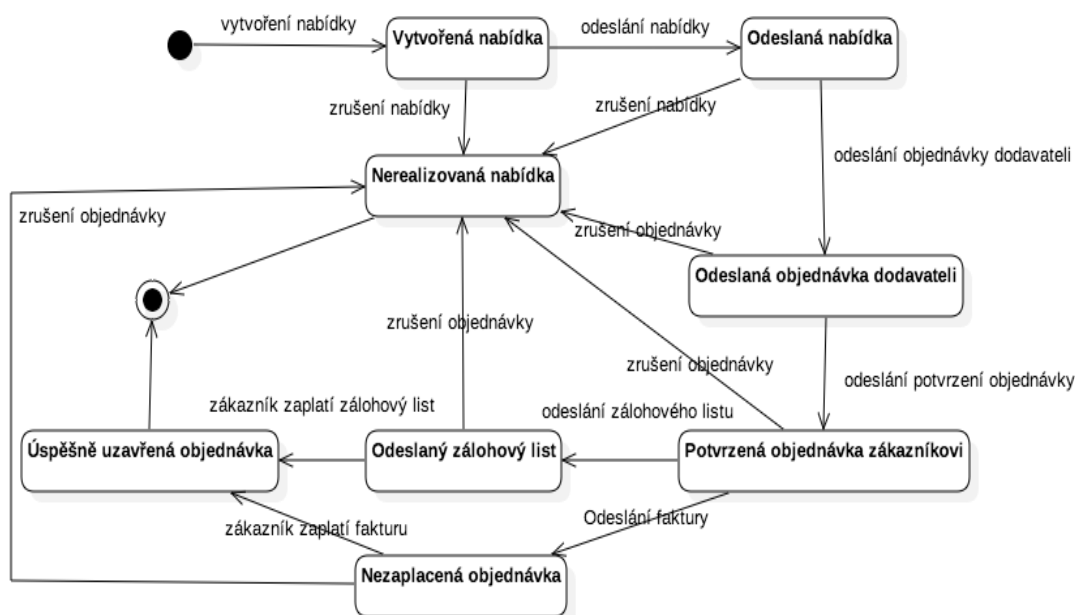 vytvoření nabídky
Vytvořená nabídka
odeslání nabídky
Odeslaná nabídka
zrušení nabídky
zrušení nabídky
odeslání objednávky dodavateli
Nerealizovaná nabídka
zrušení objednávky
zrušení objednávky
Odeslaná objednávka dodavateli
zrušení objednávky
zrušení objednávky
odeslání potvrzení objednávky
zákazník zaplatí zálohový list
odeslání zálohového listu
Úspěšně uzavřená objednávka
Odeslaný zálohový list
Potvrzená objednávka zákazníkovi
zákazník zaplatí fakturu
Odeslání faktury
Nezaplacená objednávka